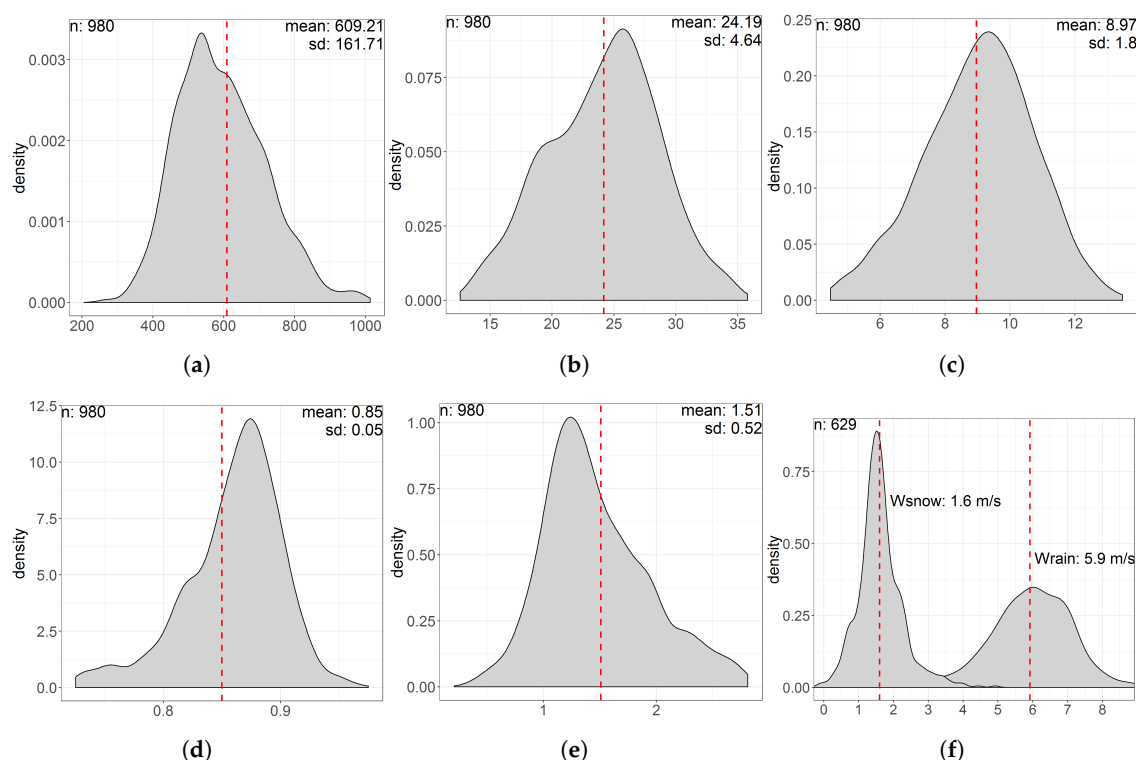 n: 980
mean: 609.21
sd: 161.71
density
0.003
0.002
0.001
0.000
200 400 600 800 1000
(a)
n: 980
mean: 24.19
sd: 4.64
density
0.075
0.050
0.025
0.000
15 20 25 30 35
(b)
n: 980
mean: 8.97
sd: 1.8
density
0.25
0.20
0.15
0.10
0.05
0.00
6 8 10 12
(c)
n: 980
mean: 0.85
sd: 0.05
density
12.5
10.0
7.5
5.0
2.5
0.0
0.8 0.9
(d)
n: 980
mean: 1.51
sd: 0.52
density
1.00
0.75
0.50
0.25
0.00
1 2
(e)
n: 629
density
0.75
0.50
0.25
0.00
Wsnow: 1.6 m/s
Wrain: 5.9 m/s
0 1 2 3 4 5 6 7 8
(f)